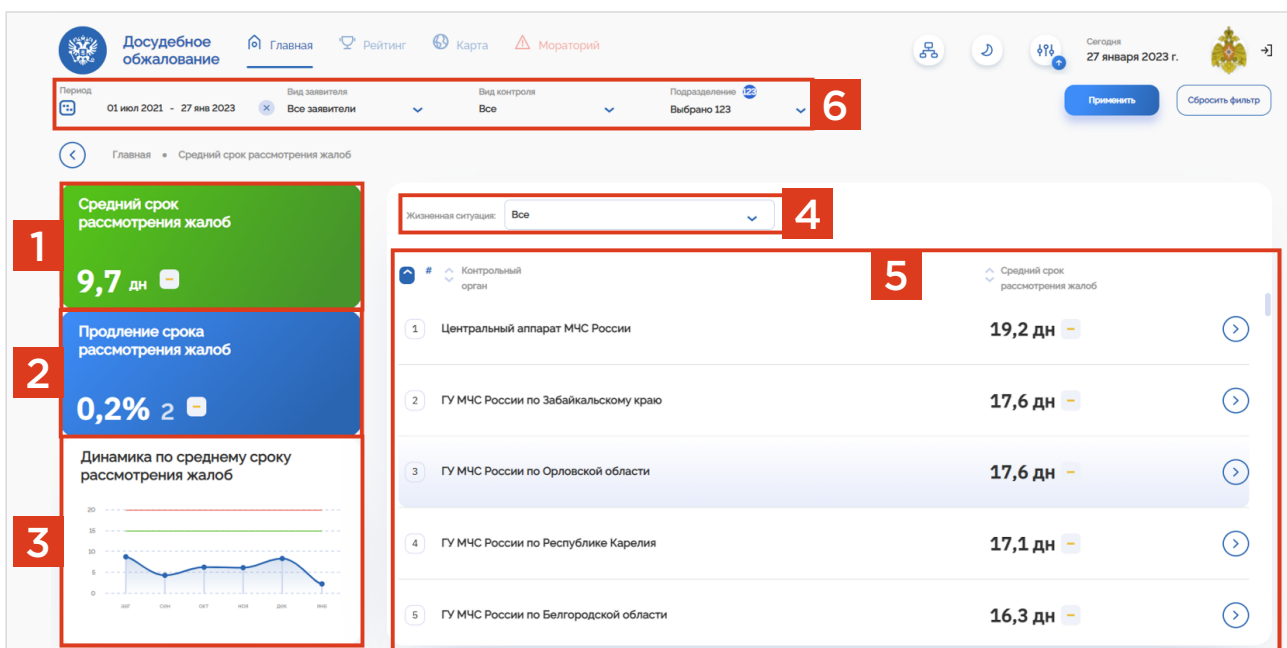 Досудебное
обжалование
Главная
Рейтинг
Карта
Мораторий
Сегодня
27 января 2023 г.
Период
01 июл 2021 - 27 янв 2023
Вид заявителя
Все заявители
Вид контроля
Все
Подразделение 123
Выбрано 123
6
Применить
Сбросить фильтр
Главная • Средний срок рассмотрения жалоб
1
Средний срок
рассмотрения жалоб
9,7 дн
2
Продление срока
рассмотрения жалоб
0,2% 2
3
Динамика по среднему сроку
рассмотрения жалоб
20
15
10
5
0
авг сен окт ноя дек янв
Жизненная ситуация: Все
4
5
# Контрольный
орган
Средний срок
рассмотрения жалоб
1 Центральный аппарат МЧС России 19,2 дн
2 ГУ МЧС России по Забайкальскому краю 17,6 дн
3 ГУ МЧС России по Орловской области 17,6 дн
4 ГУ МЧС России по Республике Карелия 17,1 дн
5 ГУ МЧС России по Белгородской области 16,3 дн